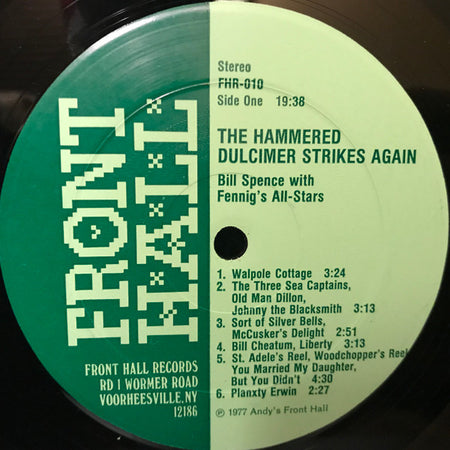 FRONT
HALL
FRONT HALL RECORDS
RD 1 WORMER ROAD
VOORHEESVILLE, NY
12186
Stereo
FHR-010
Side One 19:38
THE HAMMERED
DULCIMER STRIKES AGAIN
Bill Spence with
Fennig's All-Stars
1. Walpole Cottage 3:24
2. The Three Sea Captains,
Old Man Dillon,
Johnny the Blacksmith 3:13
3. Sort of Silver Bells,
McCusker's Delight 2:51
4. Bill Cheatum, Liberty 3:13
5. St. Adele's Reel, Woodchopper's Reel
You Married My Daughter,
But You Didn't 4:30
6. Planxty Erwin 2:27
℗ 1977 Andy's Front Hall